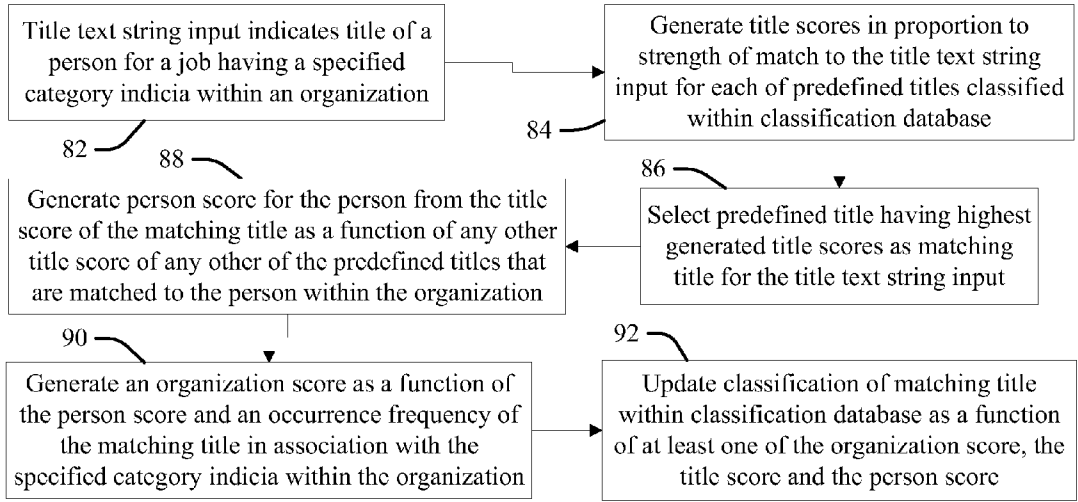 Title text string input indicates title of a
person for a job having a specified
category indicia within an organization
82
Generate title scores in proportion to
strength of match to the title text string
input for each of predefined titles classified
within classification database
84
86
Select predefined title having highest
generated title scores as matching
title for the title text string input
88
Generate person score for the person from the title
score of the matching title as a function of any other
title score of any other of the predefined titles that
are matched to the person within the organization
90
Generate an organization score as a function of
the person score and an occurrence frequency of
the matching title in association with the
specified category indicia within the organization
92
Update classification of matching title
within classification database as a function
of at least one of the organization score, the
title score and the person score